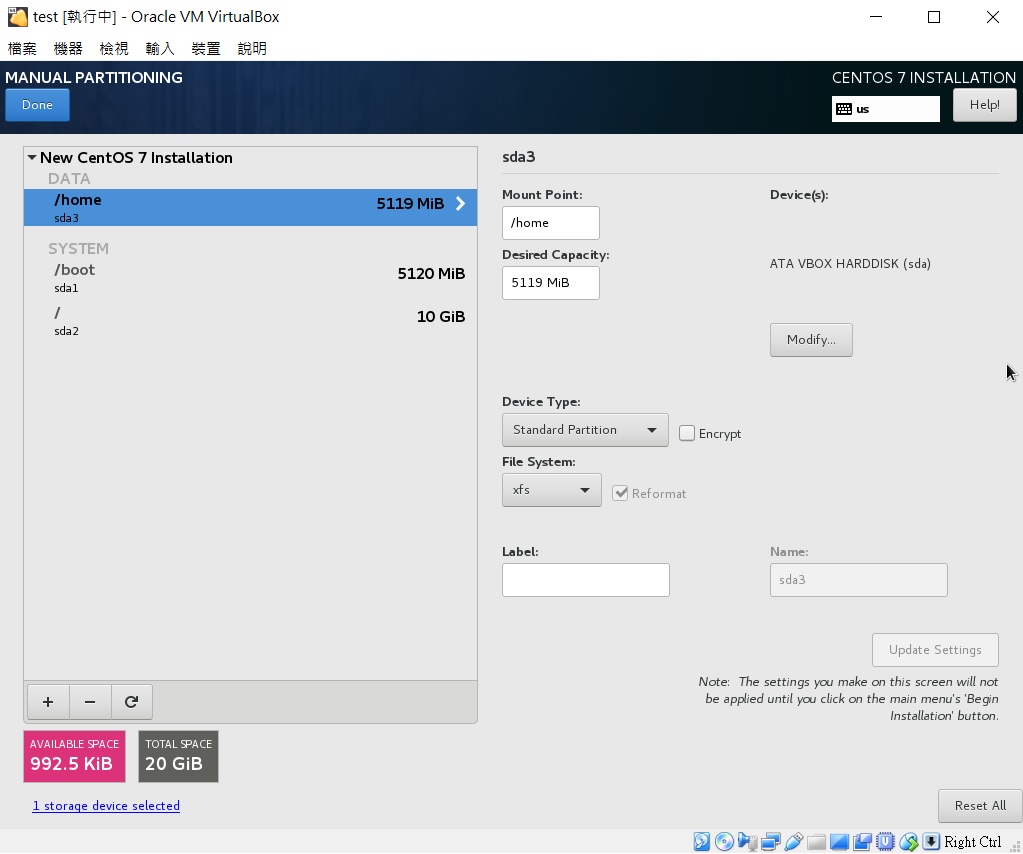 test [執行中] - Oracle VM VirtualBox
檔案 機器 檢視 輸入 裝置 說明
MANUAL PARTITIONING
CENTOS 7 INSTALLATION
Done
us
Help!
New CentOS 7 Installation
DATA
/home
5119 MiB
sda3
SYSTEM
/boot
5120 MiB
sda1
/
10 GiB
sda2
sda3
Mount Point:
Device(s):
/home
Desired Capacity:
ATA VBOX HARDDISK (sda)
5119 MiB
Modify...
Device Type:
Standard Partition
Encrypt
File System:
xfs
Reformat
Label:
Name:
sda3
Update Settings
Note: The settings you make on this screen will not
be applied until you click on the main menu's 'Begin
Installation' button.
+ −
AVAILABLE SPACE
992.5 KiB
TOTAL SPACE
20 GiB
1 storage device selected
Reset All
Right Ctrl